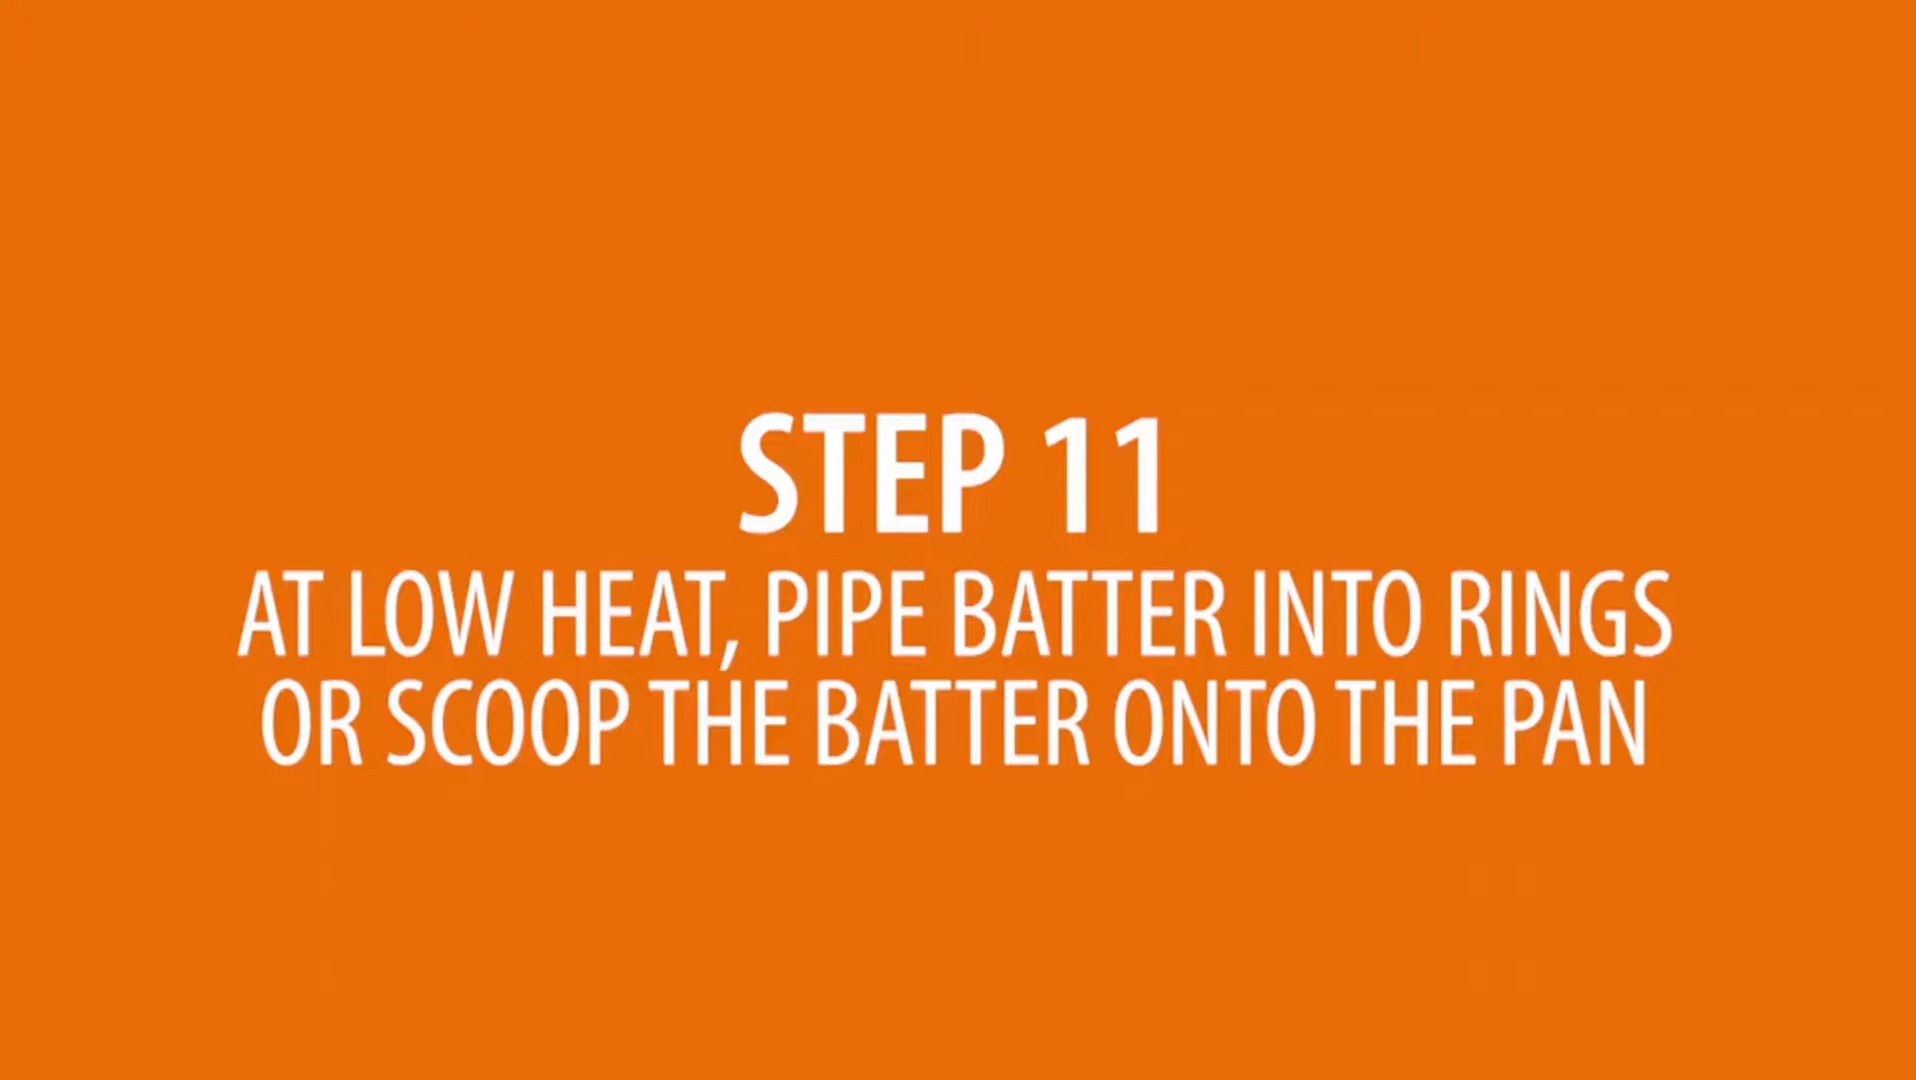 STEP 11
AT LOW HEAT, PIPE BATTER INTO RINGS
OR SCOOP THE BATTER ONTO THE PAN